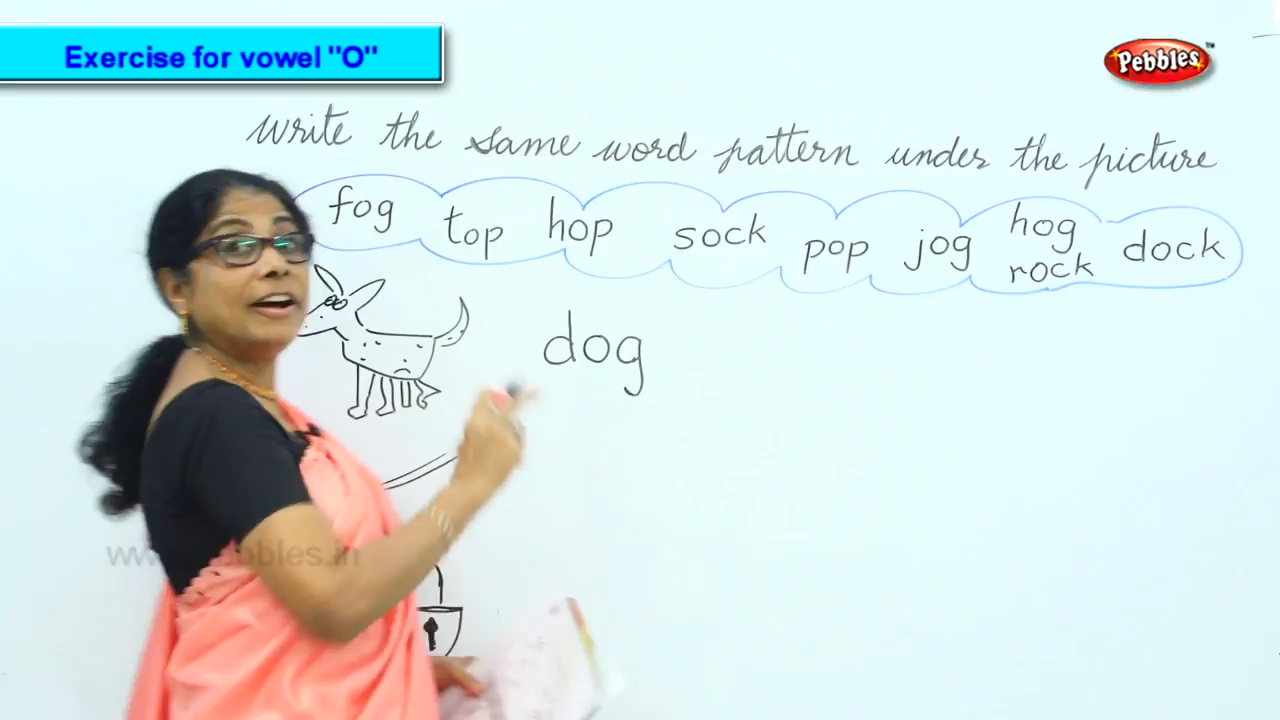 Exercise for vowel "O"
Pebbles™
Write the same word pattern under the picture
fog top hop sock pop jog hog dock
rock
dog